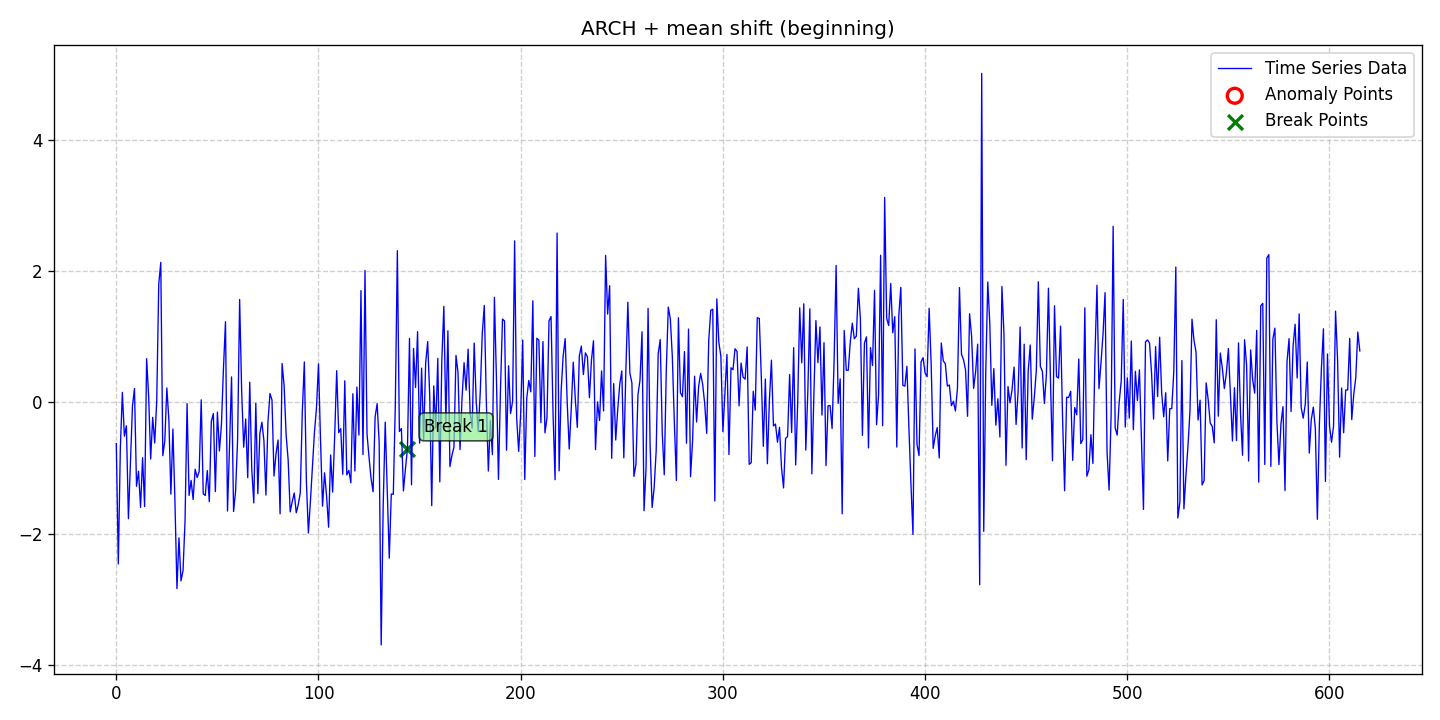 ARCH + mean shift (beginning)
Time Series Data
Anomaly Points
Break Points
4
2
0
−2
−4
Break 1
0 100 200 300 400 500 600